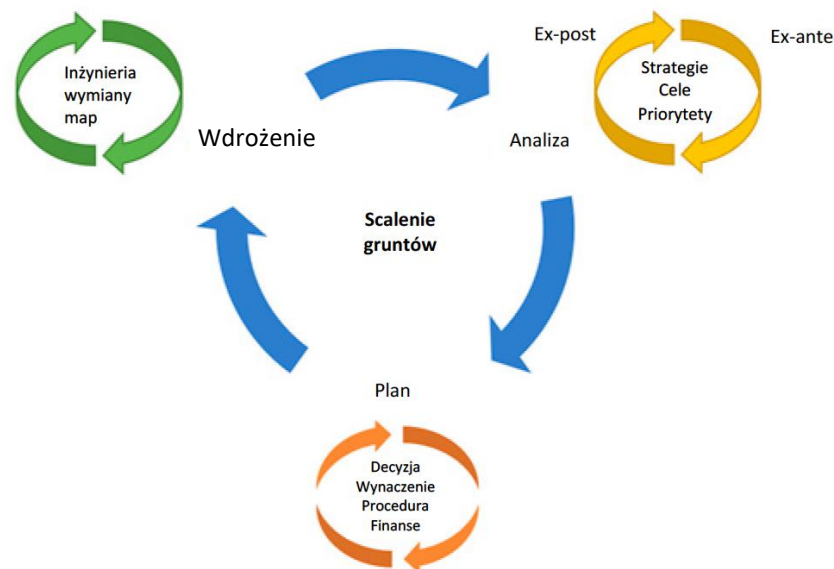 Ex-post
Ex-ante
Inżynieria
wymiany
map
Strategie
Cele
Priorytety
Wdrożenie
Analiza
Scalenie
gruntów
Plan
Decyzja
Wynaczenie
Procedura
Finanse